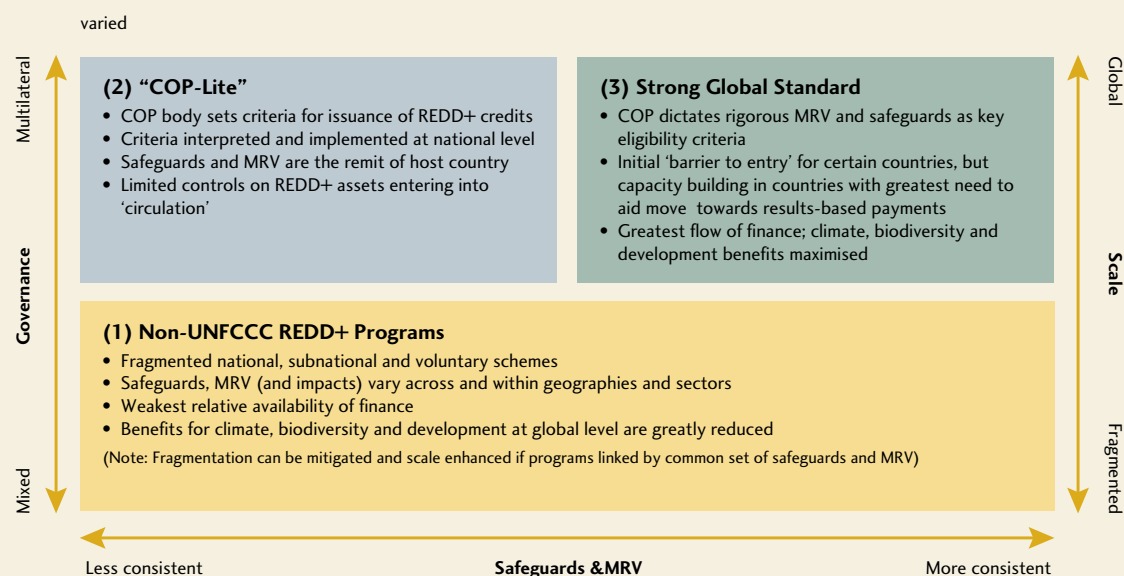 varied
Multilateral
Governance
Mixed
(2) “COP-Lite”
• COP body sets criteria for issuance of REDD+ credits
• Criteria interpreted and implemented at national level
• Safeguards and MRV are the remit of host country
• Limited controls on REDD+ assets entering into
‘circulation’
(3) Strong Global Standard
• COP dictates rigorous MRV and safeguards as key
eligibility criteria
• Initial ‘barrier to entry’ for certain countries, but
capacity building in countries with greatest need to
aid move towards results-based payments
• Greatest flow of finance; climate, biodiversity and
development benefits maximised
Global
Scale
Fragmented
(1) Non-UNFCCC REDD+ Programs
• Fragmented national, subnational and voluntary schemes
• Safeguards, MRV (and impacts) vary across and within geographies and sectors
• Weakest relative availability of finance
• Benefits for climate, biodiversity and development at global level are greatly reduced
(Note: Fragmentation can be mitigated and scale enhanced if programs linked by common set of safeguards and MRV)
Less consistent
Safeguards &MRV
More consistent